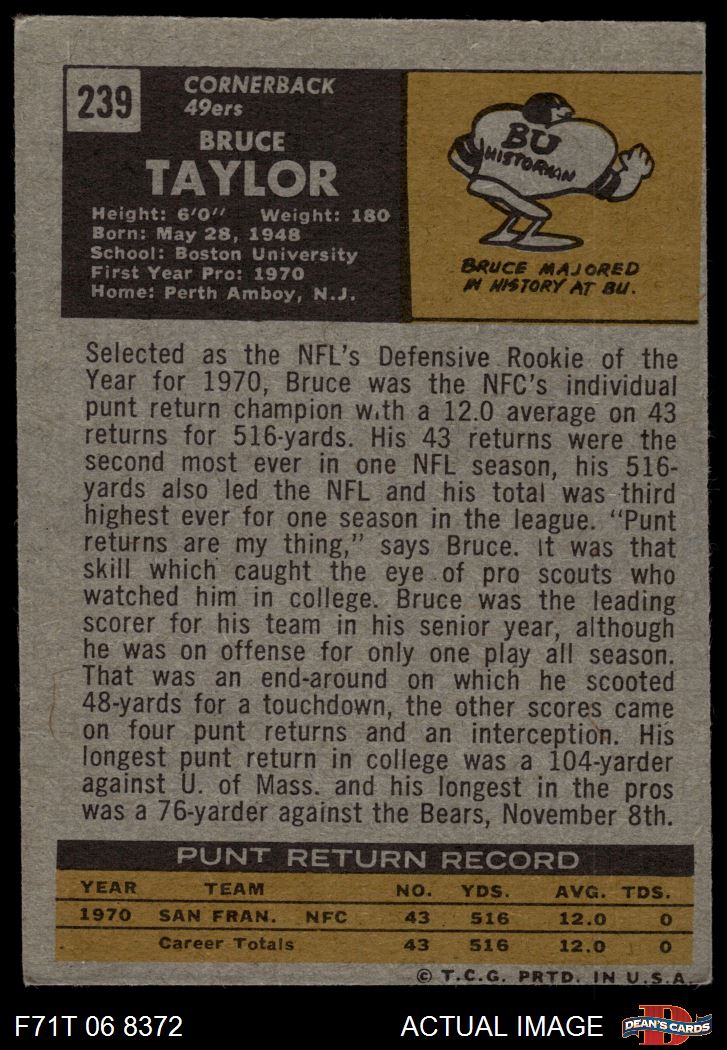 239
CORNERBACK
49ers
BRUCE
TAYLOR
Height: 6'0" Weight: 180
Born: May 28, 1948
School: Boston University
First Year Pro: 1970
Home: Perth Amboy, N.J.
BU
HISTORIAN
BRUCE MAJORED
IN HISTORY AT BU.
Selected as the NFL's Defensive Rookie of the
Year for 1970, Bruce was the NFC's individual
punt return champion with a 12.0 average on 43
returns for 516-yards. His 43 returns were the
second most ever in one NFL season, his 516-
yards also led the NFL and his total was third
highest ever for one season in the league. "Punt
returns are my thing," says Bruce. It was that
skill which caught the eye of pro scouts who
watched him in college. Bruce was the leading
scorer for his team in his senior year, although
he was on offense for only one play all season.
That was an end-around on which he scooted
48-yards for a touchdown, the other scores came
on four punt returns and an interception. His
longest punt return in college was a 104-yarder
against U. of Mass. and his longest in the pros
was a 76-yarder against the Bears, November 8th.
PUNT RETURN RECORD
YEAR TEAM NO. YDS. AVG. TDS.
1970 SAN FRAN. NFC 43 516 12.0 0
Career Totals 43 516 12.0 0
© T.C.G. PRTD. IN U.S.A.
F71T 06 8372 ACTUAL IMAGE
D
DEAN'S CARDS